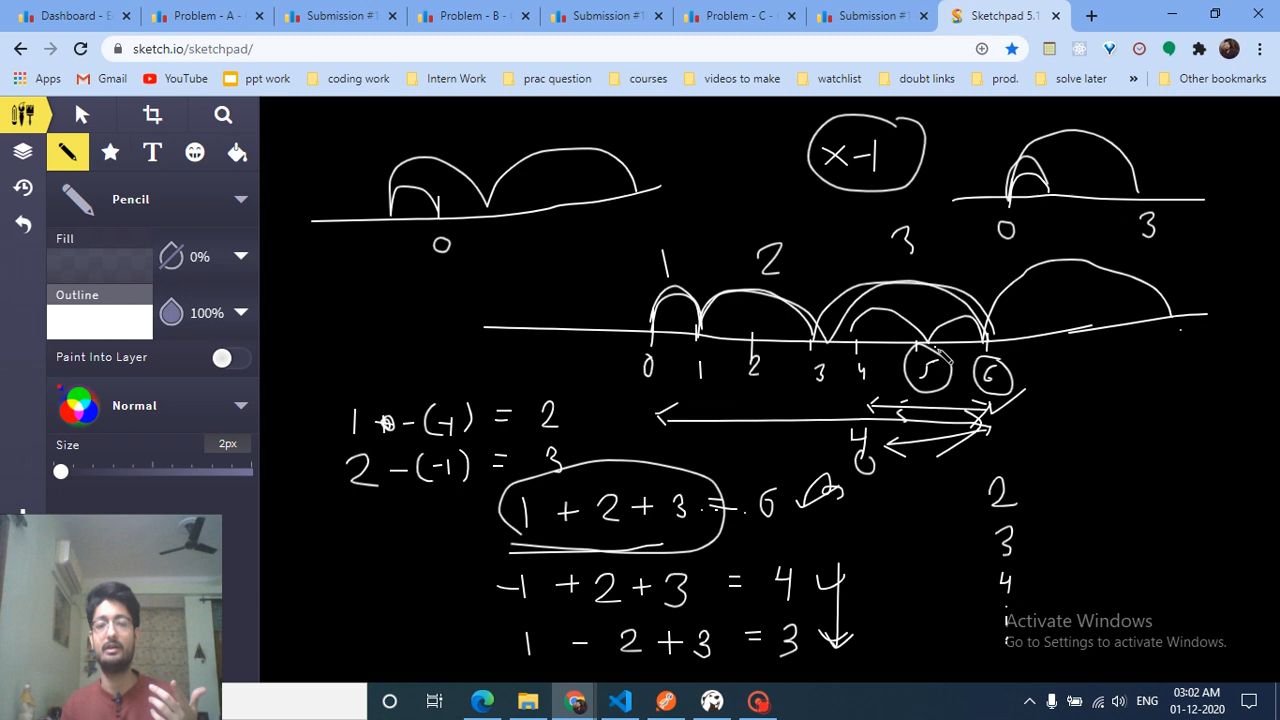 Dashboard - E
Problem - A - C
Submission #1
Problem - B - C
Submission #1
Problem - C - C
Submission #1
Sketchpad 5.1
sketch.io/sketchpad/
Apps
Gmail
YouTube
ppt work
coding work
Intern Work
prac question
courses
videos to make
watchlist
doubt links
prod.
solve later
»
Other bookmarks
Pencil
Fill
0%
Outline
100%
Paint Into Layer
Normal
Size
2px
x-1
0
0 3
1 2 3
0 1 2 3 4 5 6
4
0
1 - (-1) = 2
2 - (-1) = 3
1 + 2 + 3 = 6
-1 + 2 + 3 = 4
1 - 2 + 3 = 3
2
3
4
Activate Windows
Go to Settings to activate Windows.
ENG
03:02 AM
01-12-2020